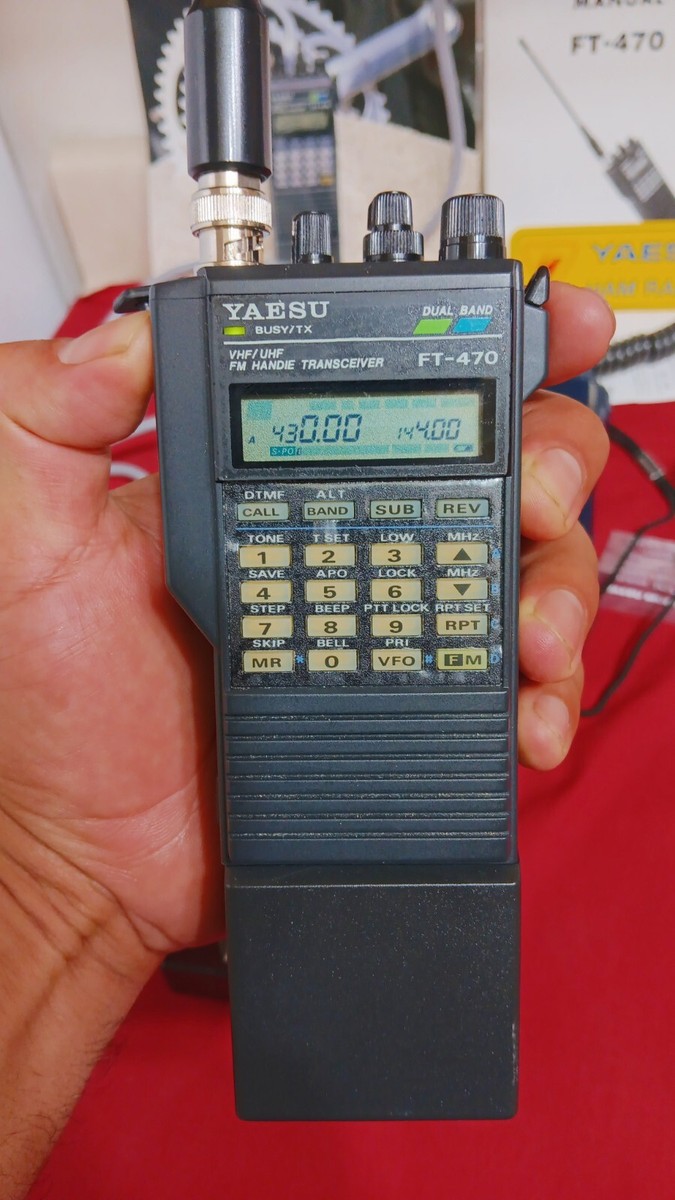 MANUAL
FT-470
YAESU
DUAL BAND
BUSY/TX
VHF/UHF
FM HANDIE TRANSCEIVER
FT-470
A 430.00 144.00
DTMF ALT
CALL BAND SUB REV
TONE T SET LOW MHz
1 2 3 ▲ A
SAVE APO LOCK MHz
4 5 6 ▼ B
STEP BEEP PTT LOCK RPT SET
7 8 9 RPT C
SKIP BELL PRI
MR * 0 VFO # F M D